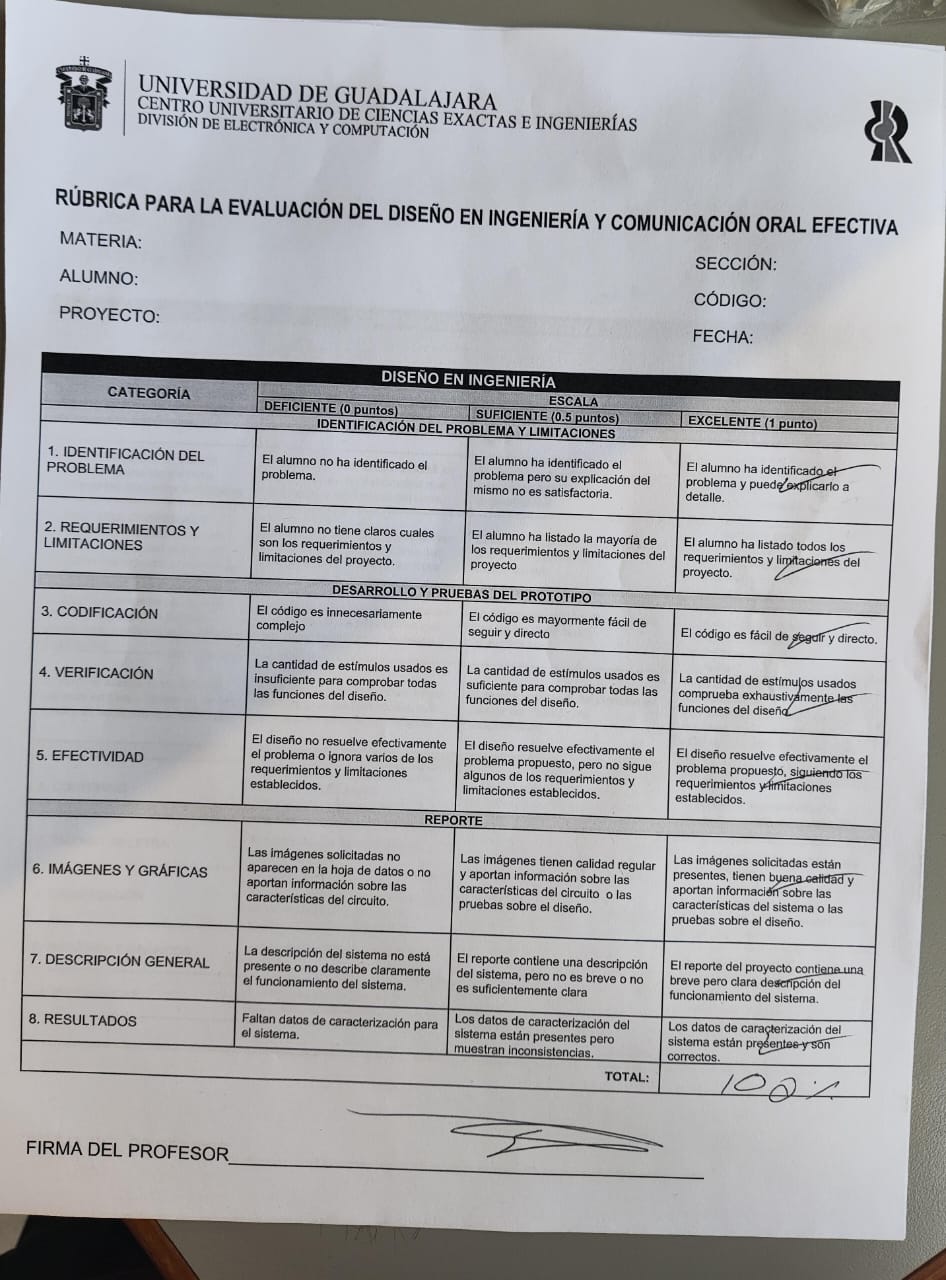 UNIVERSIDAD DE GUADALAJARA
CENTRO UNIVERSITARIO DE CIENCIAS EXACTAS E INGENIERÍAS
DIVISIÓN DE ELECTRÓNICA Y COMPUTACIÓN
RÚBRICA PARA LA EVALUACIÓN DEL DISEÑO EN INGENIERÍA Y COMUNICACIÓN ORAL EFECTIVA
MATERIA:
SECCIÓN:
ALUMNO:
CÓDIGO:
PROYECTO:
FECHA:
DISEÑO EN INGENIERÍA
CATEGORÍA
ESCALA
DEFICIENTE (0 puntos)
SUFICIENTE (0.5 puntos)
EXCELENTE (1 punto)
IDENTIFICACIÓN DEL PROBLEMA Y LIMITACIONES
1. IDENTIFICACIÓN DEL
PROBLEMA
El alumno no ha identificado el
problema.
El alumno ha identificado el
problema pero su explicación del
mismo no es satisfactoria.
El alumno ha identificado el
problema y puede explicarlo a
detalle.
2. REQUERIMIENTOS Y
LIMITACIONES
El alumno no tiene claros cuales
son los requerimientos y
limitaciones del proyecto.
El alumno ha listado la mayoría de
los requerimientos y limitaciones del
proyecto
El alumno ha listado todos los
requerimientos y limitaciones del
proyecto.
DESARROLLO Y PRUEBAS DEL PROTOTIPO
3. CODIFICACIÓN
El código es innecesariamente
complejo
El código es mayormente fácil de
seguir y directo
El código es fácil de seguir y directo.
4. VERIFICACIÓN
La cantidad de estímulos usados es
insuficiente para comprobar todas
las funciones del diseño.
La cantidad de estímulos usados es
suficiente para comprobar todas las
funciones del diseño.
La cantidad de estímulos usados
comprueba exhaustivamente las
funciones del diseño.
5. EFECTIVIDAD
El diseño no resuelve efectivamente
el problema o ignora varios de los
requerimientos y limitaciones
establecidos.
El diseño resuelve efectivamente el
problema propuesto, pero no sigue
algunos de los requerimientos y
limitaciones establecidos.
El diseño resuelve efectivamente el
problema propuesto, siguiendo los
requerimientos y limitaciones
establecidos.
REPORTE
6. IMÁGENES Y GRÁFICAS
Las imágenes solicitadas no
aparecen en la hoja de datos o no
aportan información sobre las
características del circuito.
Las imágenes tienen calidad regular
y aportan información sobre las
características del circuito o las
pruebas sobre el diseño.
Las imágenes solicitadas están
presentes, tienen buena calidad y
aportan información sobre las
características del sistema o las
pruebas sobre el diseño.
7. DESCRIPCIÓN GENERAL
La descripción del sistema no está
presente o no describe claramente
el funcionamiento del sistema.
El reporte contiene una descripción
del sistema, pero no es breve o no
es suficientemente clara
El reporte del proyecto contiene una
breve pero clara descripción del
funcionamiento del sistema.
8. RESULTADOS
Faltan datos de caracterización para
el sistema.
Los datos de caracterización del
sistema están presentes pero
muestran inconsistencias.
Los datos de caracterización del
sistema están presentes y son
correctos.
TOTAL:
100%
FIRMA DEL PROFESOR